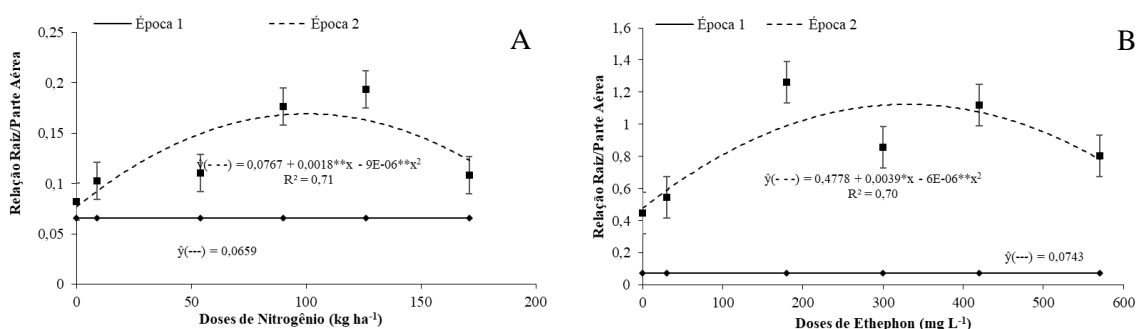 Época 1
Época 2
A
Relação Raiz/Parte Aérea
0,25
0,2
0,15
0,1
0,05
0
ŷ(- - -) = 0,0767 + 0,0018**x - 9E-06**x²
R² = 0,71
ŷ(---) = 0,0659
0
50
100
150
200
Doses de Nitrogênio (kg ha⁻¹)
Época 1
Época 2
B
Relação Raiz/Parte Aérea
1,6
1,4
1,2
1
0,8
0,6
0,4
0,2
0
ŷ(- - -) = 0,4778 + 0,0039*x - 6E-06**x²
R² = 0,70
ŷ(---) = 0,0743
0
100
200
300
400
500
600
Doses de Ethephon (mg L⁻¹)